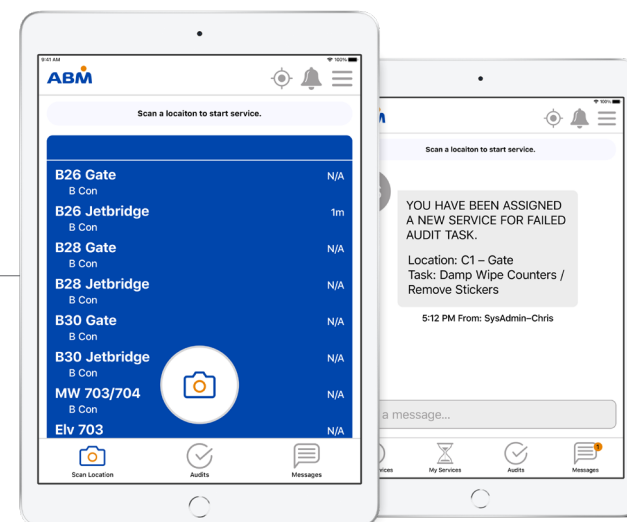 9:41 AM
100%
ABM
Scan a locaiton to start service.
B26 Gate
N/A
B Con
B26 Jetbridge
1m
B Con
B28 Gate
N/A
B Con
B28 Jetbridge
N/A
B Con
B30 Gate
N/A
B Con
B30 Jetbridge
N/A
B Con
MW 703/704
N/A
B Con
Elv 703
N/A
Scan Location
Audits
Messages
100%
Scan a locaiton to start service.
YOU HAVE BEEN ASSIGNED
A NEW SERVICE FOR FAILED
AUDIT TASK.
Location: C1 – Gate
Task: Damp Wipe Counters /
Remove Stickers
5:12 PM From: SysAdmin–Chris
a message...
My Services
Audits
1
Messages